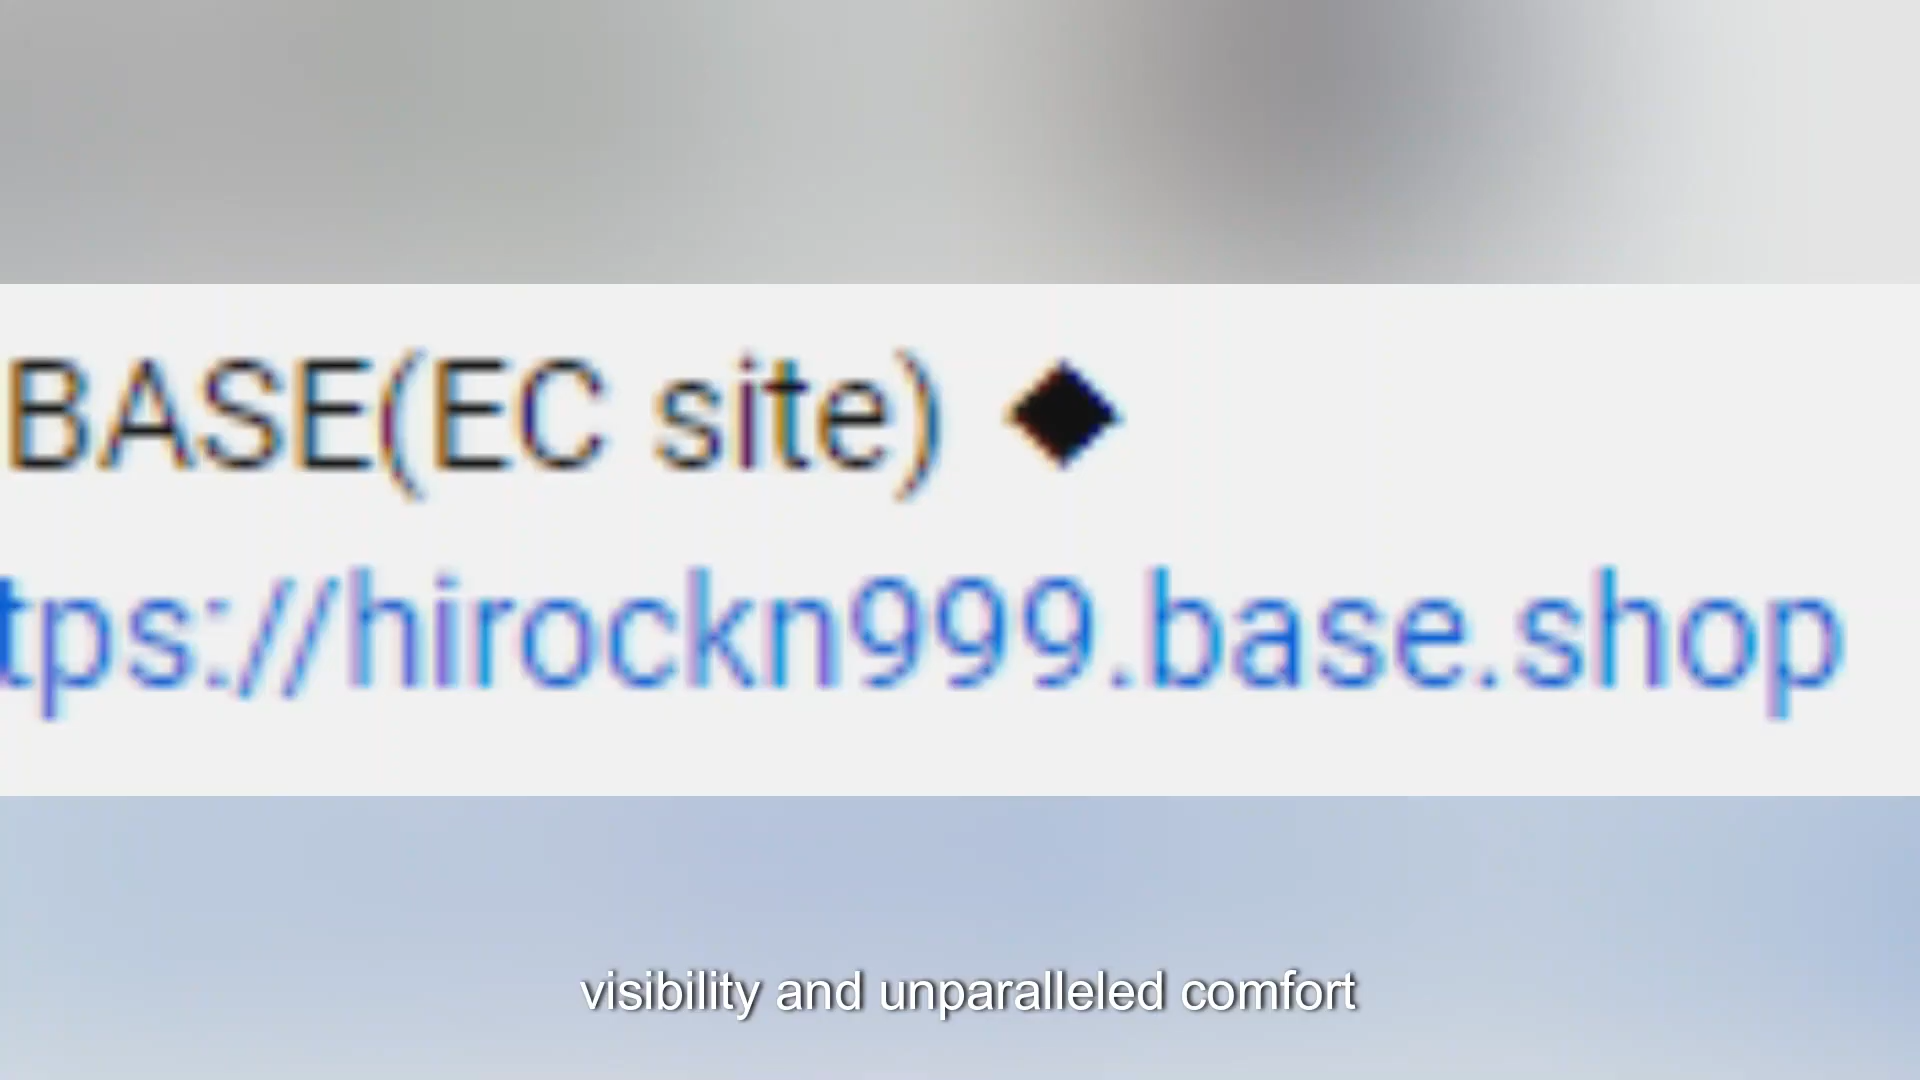 BASE(EC site) ◆
tps://hirockn999.base.shop
visibility and unparalleled comfort